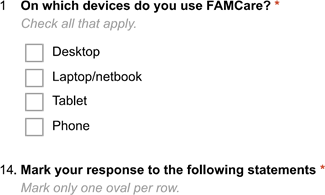 1 On which devices do you use FAMCare? *
Check all that apply.
Desktop
Laptop/netbook
Tablet
Phone
14. Mark your response to the following statements *
Mark only one oval per row.